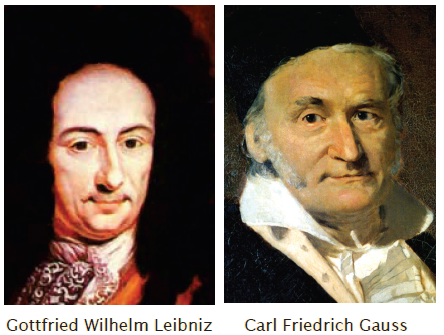 Gottfried Wilhelm Leibniz
Carl Friedrich Gauss